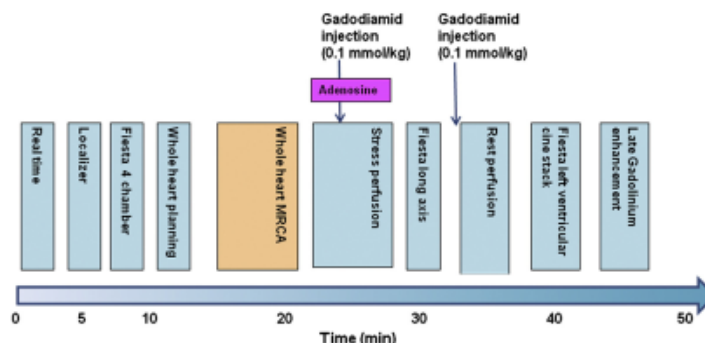 Gadodiamid
injection
(0.1 mmol/kg)
Gadodiamid
injection
(0.1 mmol/kg)
Adenosine
Real time
Localizer
Fiesta 4 chamber
Whole heart planning
Whole heart MRCA
Stress perfusion
Fiesta long axis
Rest perfusion
Fiesta left ventricular
cine stack
Late Gadolinium
enhancement
0 5 10 20 30 40 50
Time (min)